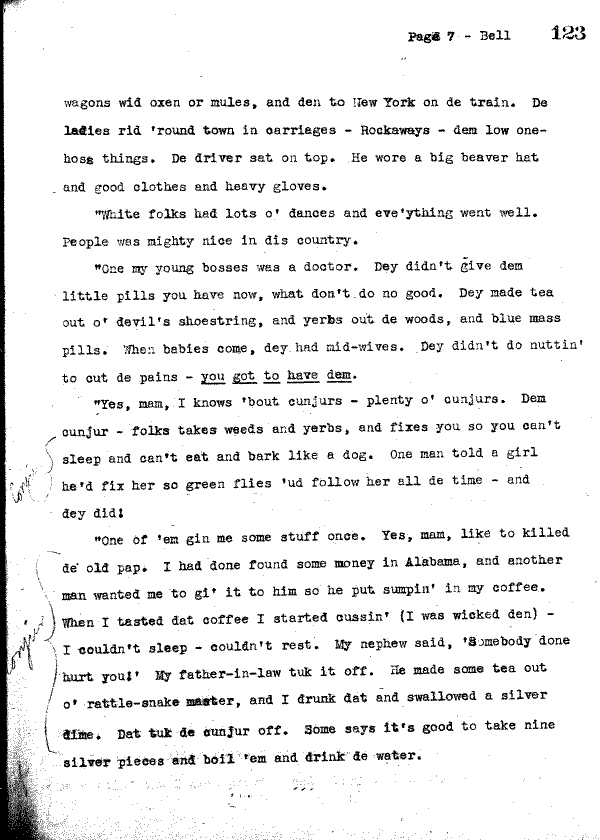 Page 7 - Bell 123
wagons wid oxen or mules, and den to New York on de train. De
ladies rid 'round town in carriages - Rockaways - dem low one-
hoss things. De driver sat on top. He wore a big beaver hat
and good clothes and heavy gloves.
"White folks had lots o' dances and eve'ything went well.
People was mighty nice in dis country.
"One my young bosses was a doctor. Dey didn't give dem
little pills you have now, what don't do no good. Dey made tea
out o' devil's shoestring, and yerbs out de woods, and blue mass
pills. When babies come, dey had mid-wives. Dey didn't do nuttin'
to cut de pains - you got to have dem.
"Yes, mam, I knows 'bout cunjurs - plenty o' cunjurs. Dem
cunjur - folks takes weeds and yerbs, and fixes you so you can't
sleep and can't eat and bark like a dog. One man told a girl
he'd fix her so green flies 'ud follow her all de time - and
dey did!
"One of 'em gin me some stuff once. Yes, mam, like to killed
de old pap. I had done found some money in Alabama, and another
man wanted me to gi' it to him so he put sumpin' in my coffee.
When I tasted dat coffee I started cussin' (I was wicked den) -
I couldn't sleep - couldn't rest. My nephew said, 'Somebody done
hurt you!' My father-in-law tuk it off. He made some tea out
o' rattle-snake master, and I drunk dat and swallowed a silver
dime. Dat tuk de cunjur off. Some says it's good to take nine
silver pieces and boil 'em and drink de water.